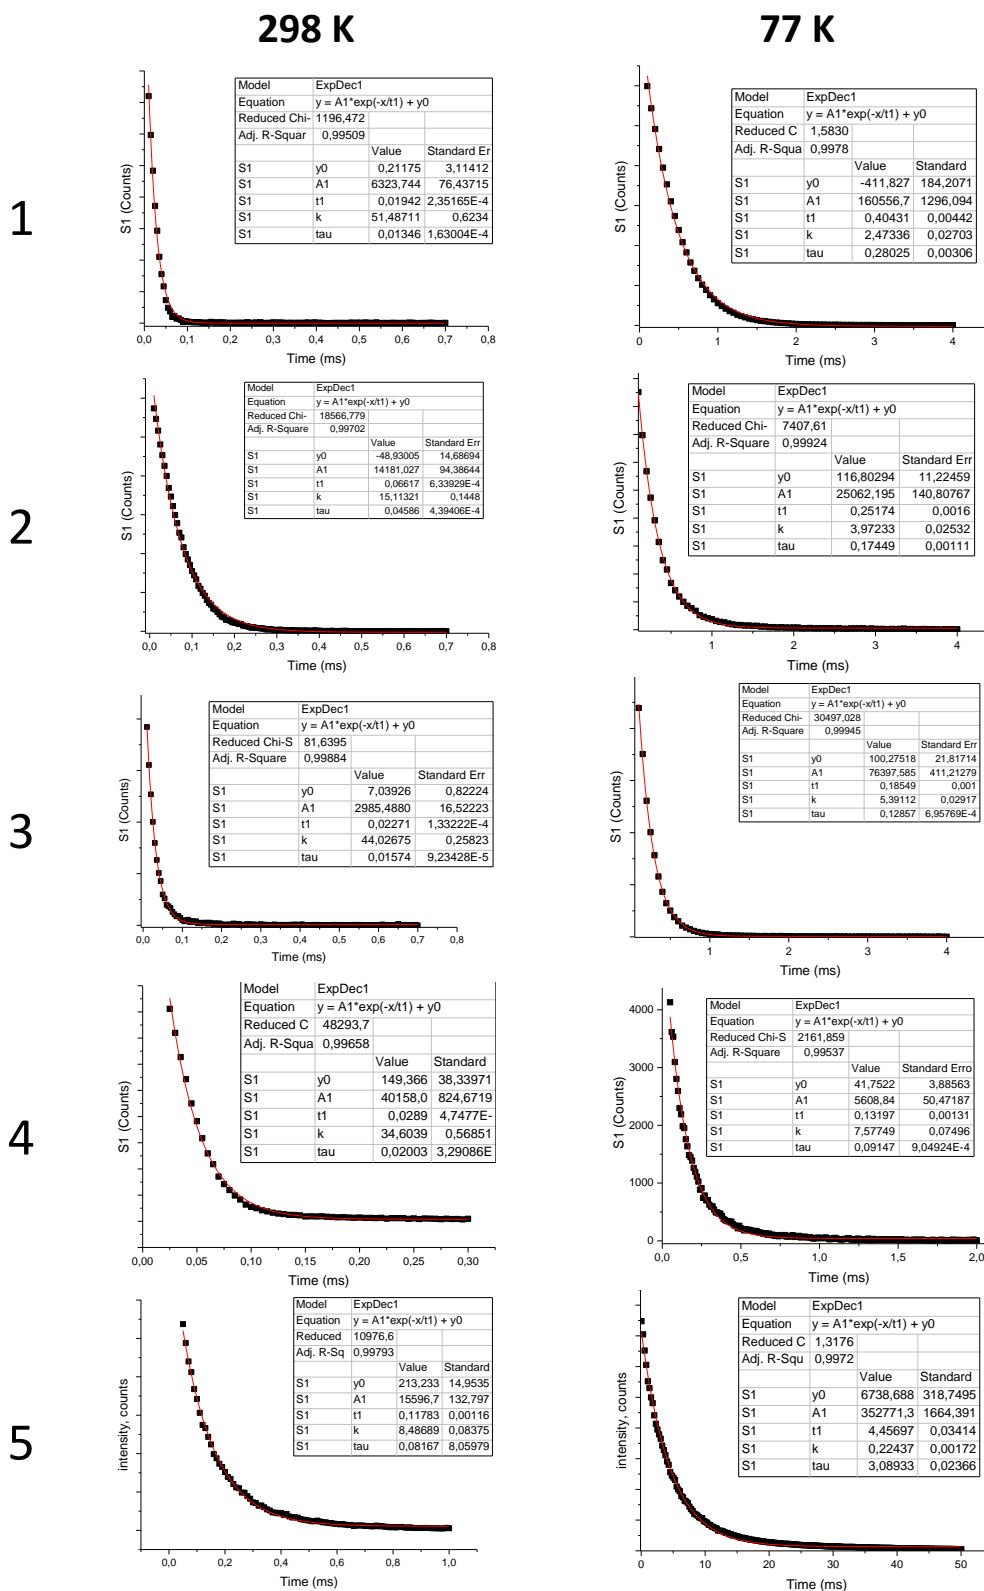 298 K 77 K
1
Model ExpDec1
Equation y = A1*exp(-x/t1) + y0
Reduced Chi- 1196,472
Adj. R-Squar 0,99509
Value Standard Err
S1 y0 0,21175 3,11412
S1 A1 6323,744 76,43715
S1 t1 0,01942 2,35165E-4
S1 k 51,48711 0,6234
S1 tau 0,01346 1,63004E-4
S1 (Counts)
0,0 0,1 0,2 0,3 0,4 0,5 0,6 0,7 0,8
Time (ms)
Model ExpDec1
Equation y = A1*exp(-x/t1) + y0
Reduced C 1,5830
Adj. R-Squa 0,9978
Value Standard
S1 y0 -411,827 184,2071
S1 A1 160556,7 1296,094
S1 t1 0,40431 0,00442
S1 k 2,47336 0,02703
S1 tau 0,28025 0,00306
S1 (Counts)
0 1 2 3 4
Time (ms)
2
Model ExpDec1
Equation y = A1*exp(-x/t1) + y0
Reduced Chi- 18566,779
Adj. R-Square 0,99702
Value Standard Err
S1 y0 -48,93005 14,68694
S1 A1 14181,027 94,38644
S1 t1 0,06617 6,33929E-4
S1 k 15,11321 0,1448
S1 tau 0,04586 4,39406E-4
S1 (Counts)
0,0 0,1 0,2 0,3 0,4 0,5 0,6 0,7 0,8
Time (ms)
Model ExpDec1
Equation y = A1*exp(-x/t1) + y0
Reduced Chi- 7407,61
Adj. R-Square 0,99924
Value Standard Err
S1 y0 116,80294 11,22459
S1 A1 25062,195 140,80767
S1 t1 0,25174 0,0016
S1 k 3,97233 0,02532
S1 tau 0,17449 0,00111
S1 (Counts)
1 2 3 4
Time (ms)
3
Model ExpDec1
Equation y = A1*exp(-x/t1) + y0
Reduced Chi-S 81,6395
Adj. R-Square 0,99884
Value Standard Err
S1 y0 7,03926 0,82224
S1 A1 2985,4880 16,52223
S1 t1 0,02271 1,33222E-4
S1 k 44,02675 0,25823
S1 tau 0,01574 9,23428E-5
S1 (Counts)
0,0 0,1 0,2 0,3 0,4 0,5 0,6 0,7 0,8
Time (ms)
Model ExpDec1
Equation y = A1*exp(-x/t1) + y0
Reduced Chi- 30497,028
Adj. R-Square 0,99945
Value Standard Err
S1 y0 100,27518 21,81714
S1 A1 76397,585 411,21279
S1 t1 0,18549 0,001
S1 k 5,39112 0,02917
S1 tau 0,12857 6,95769E-4
S1 (Counts)
1 2 3 4
Time (ms)
4
Model ExpDec1
Equation y = A1*exp(-x/t1) + y0
Reduced C 48293,7
Adj. R-Squa 0,99658
Value Standard
S1 y0 149,366 38,33971
S1 A1 40158,0 824,6719
S1 t1 0,0289 4,7477E-
S1 k 34,6039 0,56851
S1 tau 0,02003 3,29086E
S1 (Counts)
0,00 0,05 0,10 0,15 0,20 0,25 0,30
Time (ms)
Model ExpDec1
Equation y = A1*exp(-x/t1) + y0
Reduced Chi-S 2161,859
Adj. R-Square 0,99537
Value Standard Erro
S1 y0 41,7522 3,88563
S1 A1 5608,84 50,47187
S1 t1 0,13197 0,00131
S1 k 7,57749 0,07496
S1 tau 0,09147 9,04924E-4
S1 (Counts)
4000
3000
2000
1000
0
0,0 0,5 1,0 1,5 2,0
Time (ms)
5
Model ExpDec1
Equation y = A1*exp(-x/t1) + y0
Reduced 10976,6
Adj. R-Sq 0,99793
Value Standard
S1 y0 213,233 14,9535
S1 A1 15596,7 132,797
S1 t1 0,11783 0,00116
S1 k 8,48689 0,08375
S1 tau 0,08167 8,05979
intensity, counts
0,0 0,2 0,4 0,6 0,8 1,0
Time (ms)
Model ExpDec1
Equation y = A1*exp(-x/t1) + y0
Reduced C 1,3176
Adj. R-Squ 0,9972
Value Standard
S1 y0 6738,688 318,7495
S1 A1 352771,3 1664,391
S1 t1 4,45697 0,03414
S1 k 0,22437 0,00172
S1 tau 3,08933 0,02366
intensity, counts
0 10 20 30 40 50
Time (ms)